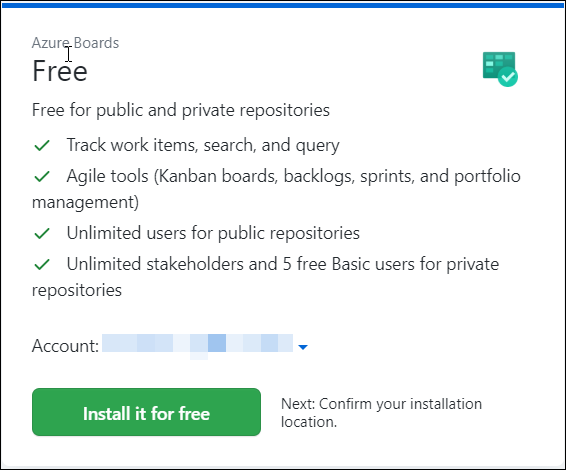 Azure Boards
Free
Free for public and private repositories
Track work items, search, and query
Agile tools (Kanban boards, backlogs, sprints, and portfolio
management)
Unlimited users for public repositories
Unlimited stakeholders and 5 free Basic users for private
repositories
Account:
Install it for free
Next: Confirm your installation
location.